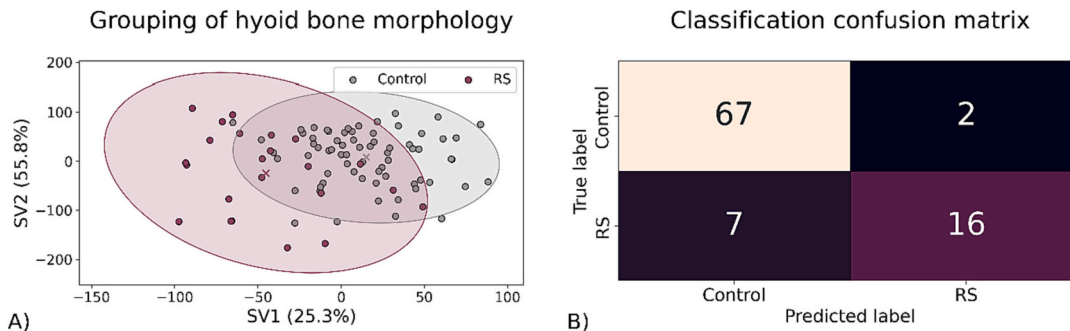 Grouping of hyoid bone morphology
Control RS
200
100
0
−100
−200
SV2 (55.8%)
−150 −100 −50 0 50 100
SV1 (25.3%)
A)
Classification confusion matrix
Control
RS
True label
67 2
7 16
Control RS
Predicted label
B)